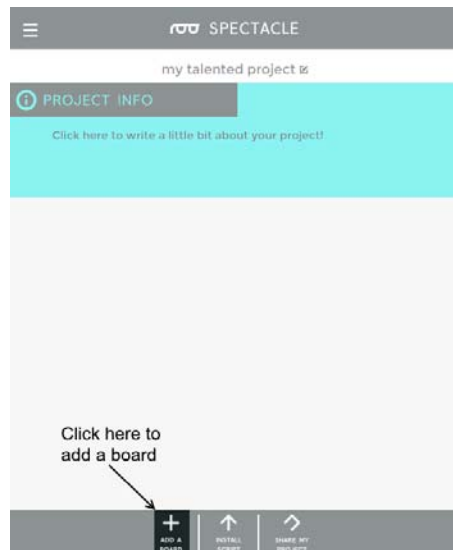 SPECTACLE
my talented project
PROJECT INFO
Click here to write a little bit about your project!
Click here to
add a board
ADD A
BOARD
INSTALL
SCRIPT
SHARE MY
PROJECT